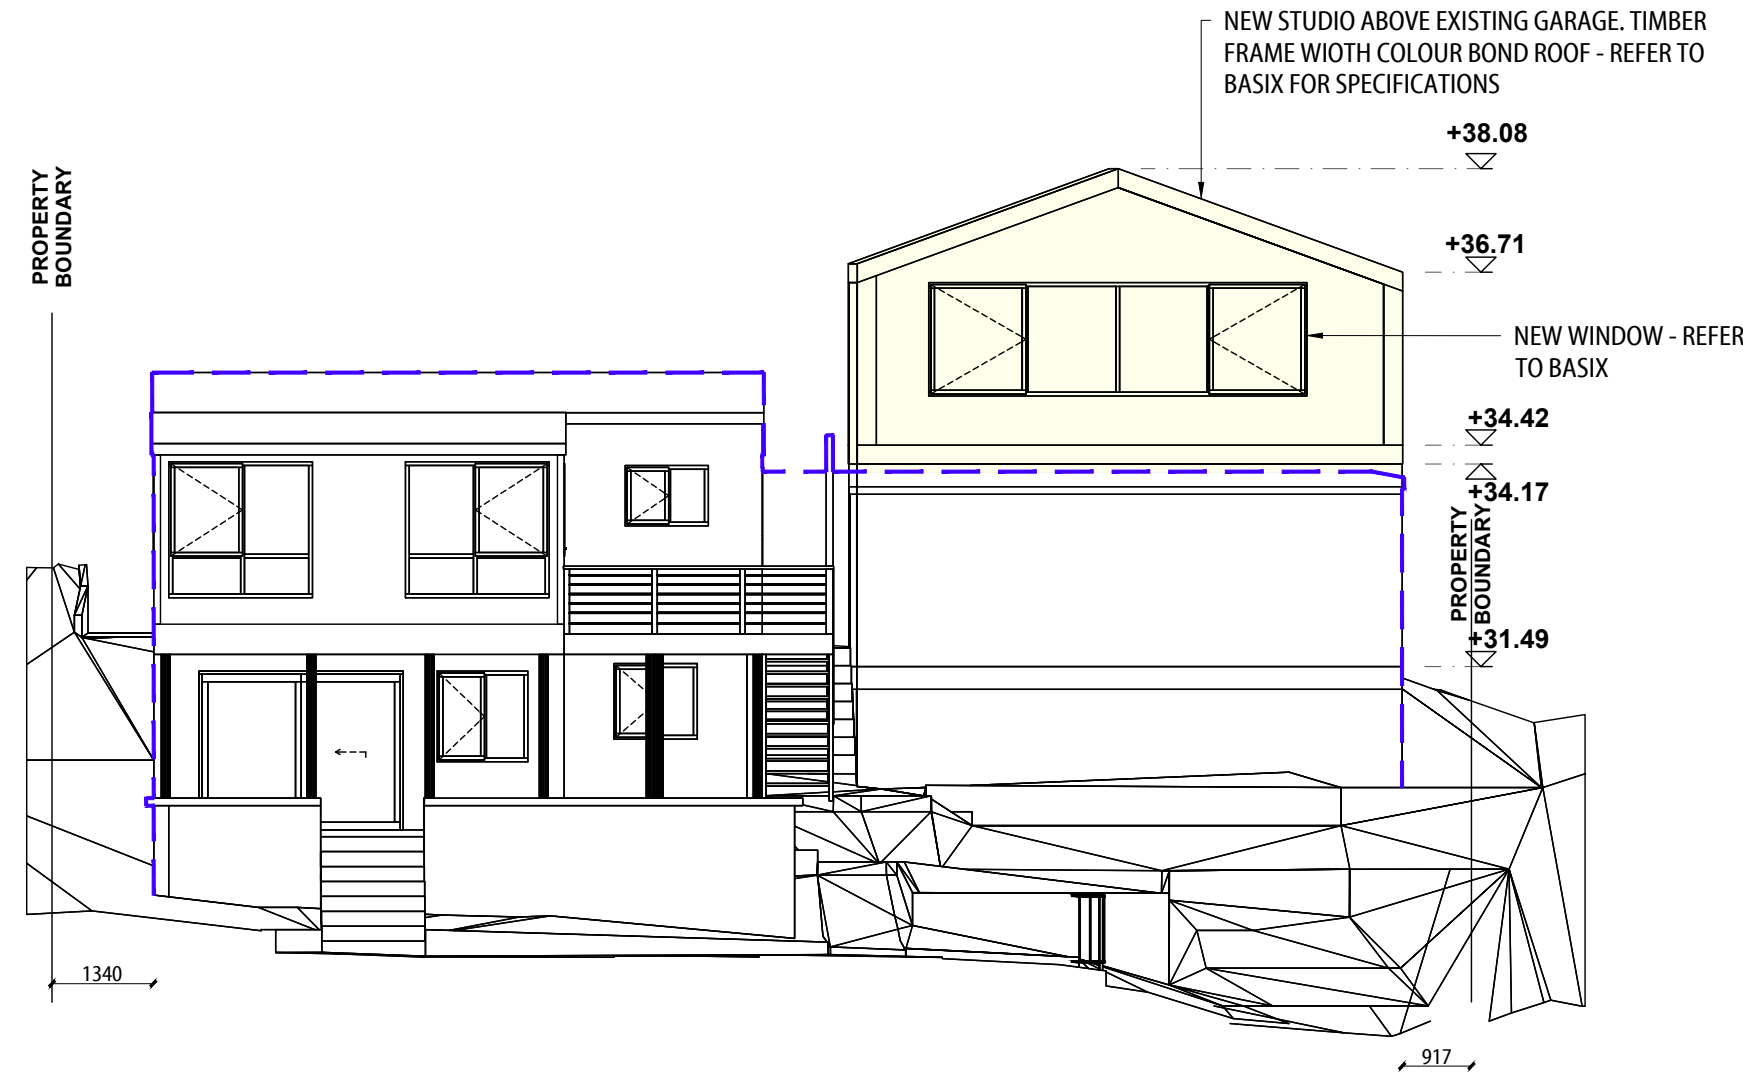 NEW STUDIO ABOVE EXISTING GARAGE. TIMBER
FRAME WIOTH COLOUR BOND ROOF - REFER TO
BASIX FOR SPECIFICATIONS
+38.08
PROPERTY
BOUNDARY
+36.71
NEW WINDOW - REFER
TO BASIX
+34.42
+34.17
PROPERTY
BOUNDARY
+31.49
1340
917